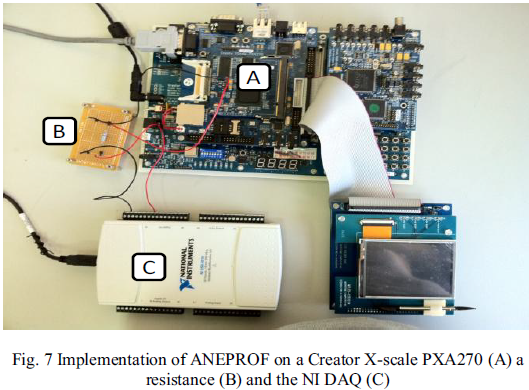 A
B
C
NATIONAL
INSTRUMENTS
Fig. 7 Implementation of ANEPROF on a Creator X-scale PXA270 (A) a
resistance (B) and the NI DAQ (C)